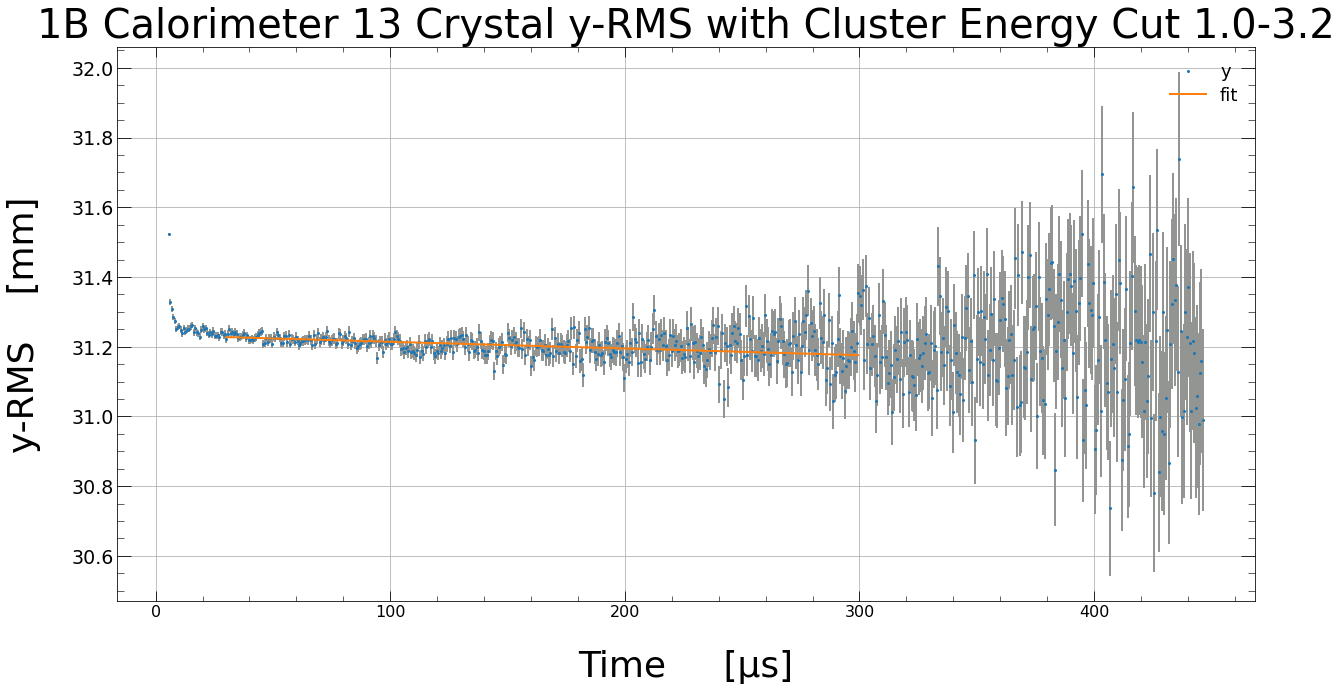 1B Calorimeter 13 Crystal y-RMS with Cluster Energy Cut 1.0-3.2
y
fit
32.0
31.8
31.6
31.4
31.2
31.0
30.8
30.6
y-RMS [mm]
0 100 200 300 400
Time [µs]